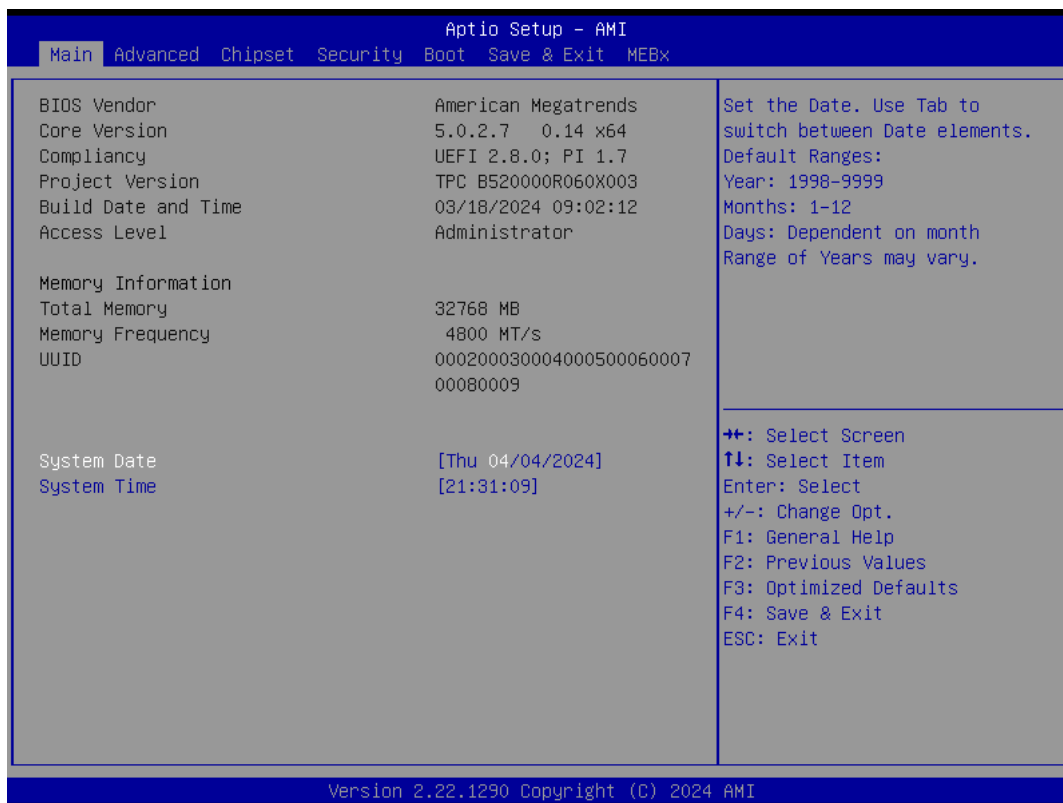 Aptio Setup – AMI
Main Advanced Chipset Security Boot Save & Exit MEBx
BIOS Vendor American Megatrends
Core Version 5.0.2.7 0.14 x64
Compliancy UEFI 2.8.0; PI 1.7
Project Version TPC B520000R060X003
Build Date and Time 03/18/2024 09:02:12
Access Level Administrator
Memory Information
Total Memory 32768 MB
Memory Frequency 4800 MT/s
UUID 000200030004000500060007
00080009
System Date [Thu 04/04/2024]
System Time [21:31:09]
Set the Date. Use Tab to
switch between Date elements.
Default Ranges:
Year: 1998-9999
Months: 1-12
Days: Dependent on month
Range of Years may vary.
→←: Select Screen
↑↓: Select Item
Enter: Select
+/-: Change Opt.
F1: General Help
F2: Previous Values
F3: Optimized Defaults
F4: Save & Exit
ESC: Exit
Version 2.22.1290 Copyright (C) 2024 AMI